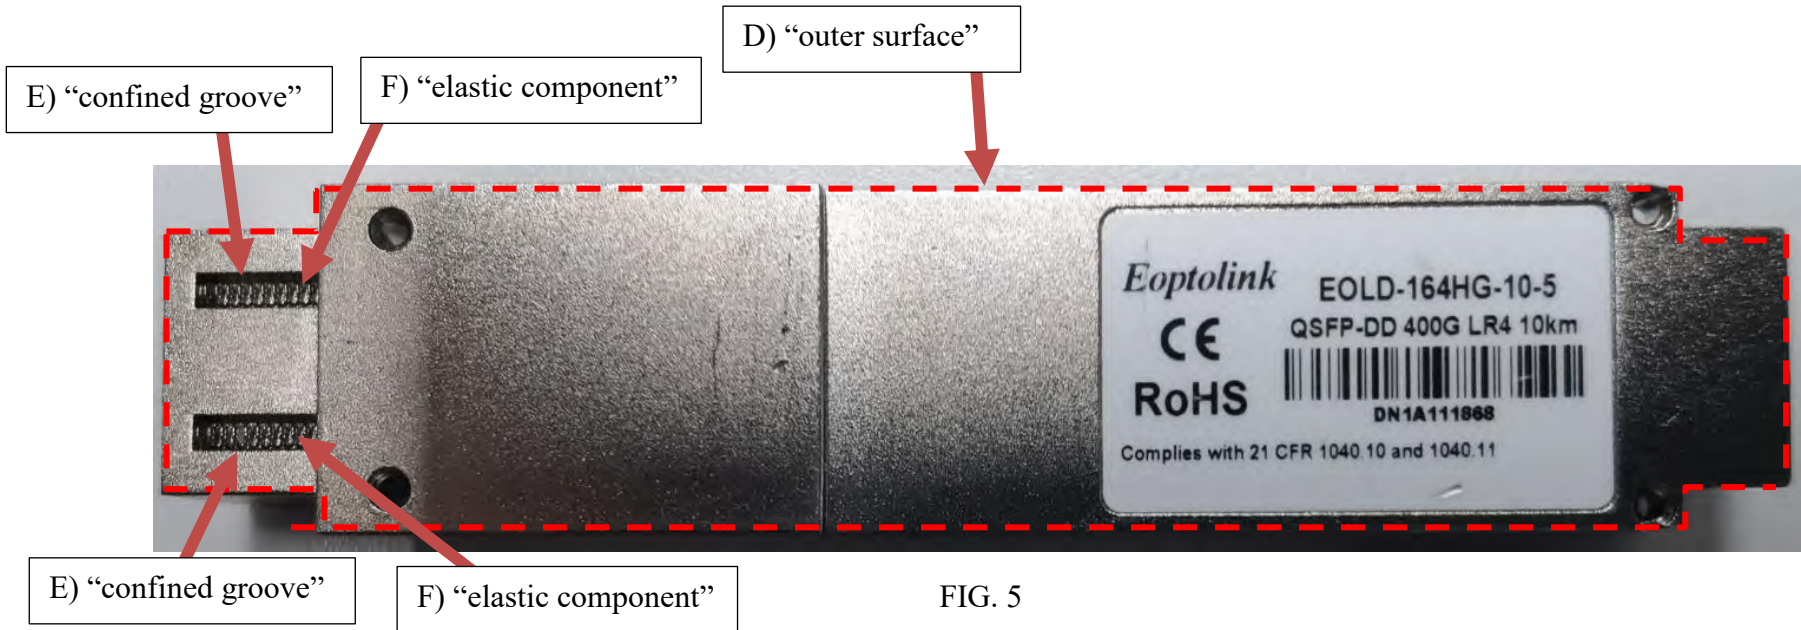 D) “outer surface”
E) “confined groove”
F) “elastic component”
Eoptolink
EOLD-164HG-10-5
QSFP-DD 400G LR4 10km
CE
RoHS
DN1A111868
Complies with 21 CFR 1040.10 and 1040.11
E) “confined groove”
F) “elastic component”
FIG. 5